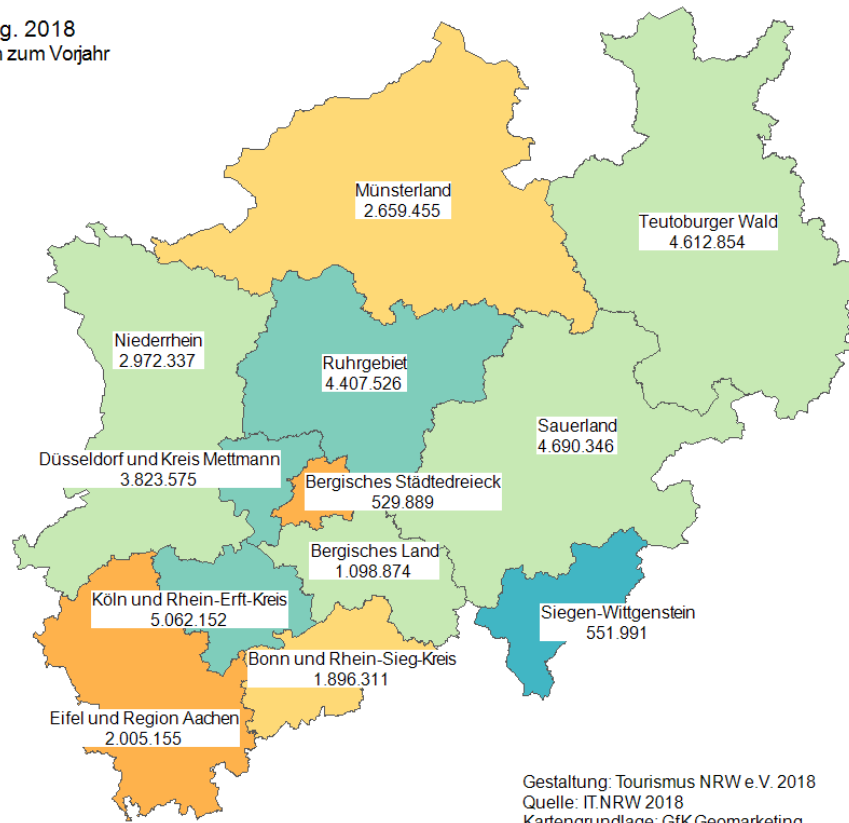 g. 2018
zum Vorjahr
Münsterland
2.659.455
Teutoburger Wald
4.612.854
Niederrhein
2.972.337
Ruhrgebiet
4.407.526
Sauerland
4.690.346
Düsseldorf und Kreis Mettmann
3.823.575
Bergisches Städtedreieck
529.889
Bergisches Land
1.098.874
Köln und Rhein-Erft-Kreis
5.062.152
Siegen-Wittgenstein
551.991
Bonn und Rhein-Sieg-Kreis
1.896.311
Eifel und Region Aachen
2.005.155
Gestaltung: Tourismus NRW e.V. 2018
Quelle: IT.NRW 2018
Kartengrundlage: GfK Geomarketing